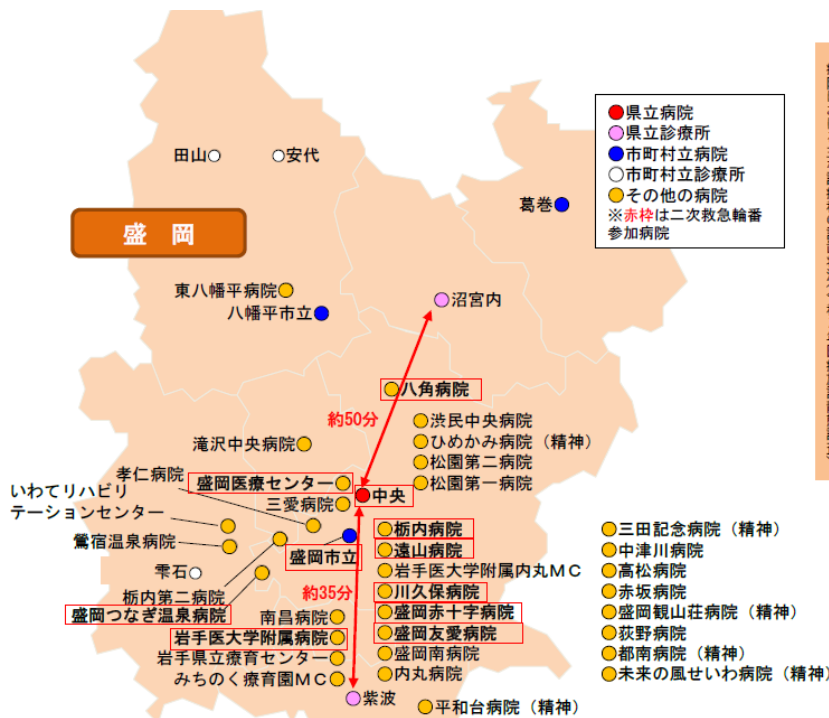 ●県立病院
●県立診療所
●市町村立病院
○市町村立診療所
●その他の病院
※赤枠は二次救急輪番
参加病院
田山
安代
葛巻
盛 岡
東八幡平病院
八幡平市立
沼宮内
八角病院
約50分
渋民中央病院
ひめかみ病院（精神）
松園第二病院
松園第一病院
滝沢中央病院
孝仁病院
盛岡医療センター
中央
いわてリハビリ
テーションセンター
三愛病院
鶯宿温泉病院
盛岡市立
栃内病院
遠山病院
岩手医大学附属内丸ＭＣ
川久保病院
盛岡赤十字病院
盛岡友愛病院
盛岡南病院
内丸病院
三田記念病院（精神）
中津川病院
高松病院
赤坂病院
盛岡観山荘病院（精神）
荻野病院
都南病院（精神）
未来の風せいわ病院（精神）
雫石
約35分
栃内第二病院
盛岡つなぎ温泉病院
南昌病院
岩手医大学附属病院
岩手県立療育センター
みちのく療育園ＭＣ
紫波
平和台病院（精神）